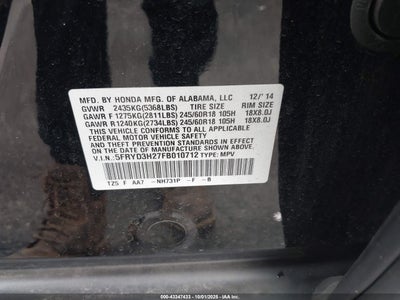 MFD. BY HONDA MFG. OF ALABAMA, LLC 12/'14
GVWR 2435KG(5368LBS) TIRE SIZE RIM SIZE
GAWR F 1275KG(2811LBS) 245/60R18 105H 18X8.0J
GAWR R 1240KG(2734LBS) 245/60R18 105H 18X8.0J
THIS VEHICLE CONFORMS TO ALL APPLICABLE
FEDERAL MOTOR VEHICLE SAFETY
AND THEFT PREVENTION STANDARDS IN
EFFECT ON THE DATE OF MANUFACTURE
SHOWN ABOVE.
V.I.N.: 5FRYD3H27FB010712 TYPE: MPV
TZ5 F AA7 -NH731P -F -B
000-43347433 - 10/01/2025 - IAA Inc.